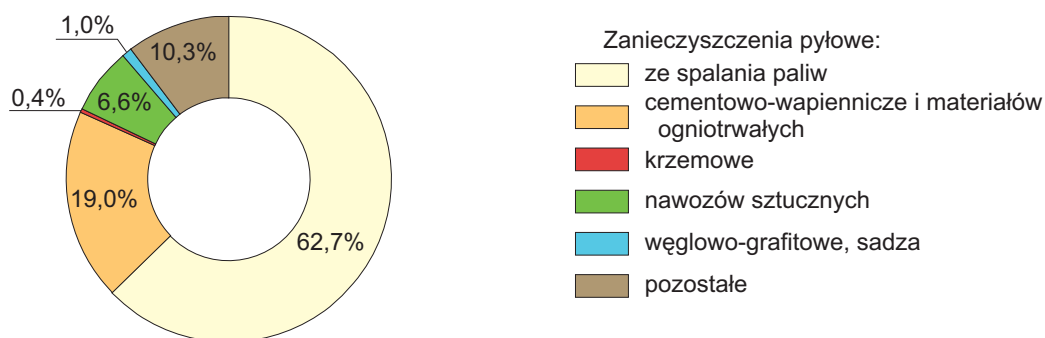 1,0%
10,3%
0,4%
6,6%
19,0%
62,7%
Zanieczyszczenia pyłowe:
ze spalania paliw
cementowo-wapiennicze i materiałów
ogniotrwałych
krzemowe
nawozów sztucznych
węglowo-grafitowe, sadza
pozostałe